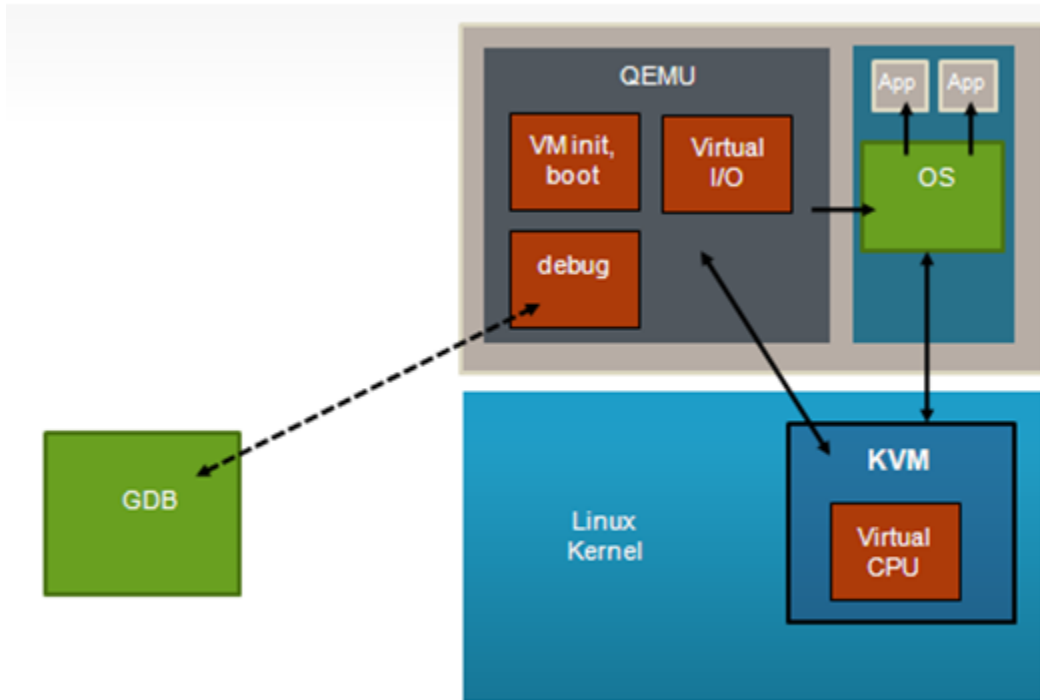 QEMU
App
App
VM init,
boot
Virtual
I/O
OS
debug
GDB
Linux
Kernel
KVM
Virtual
CPU